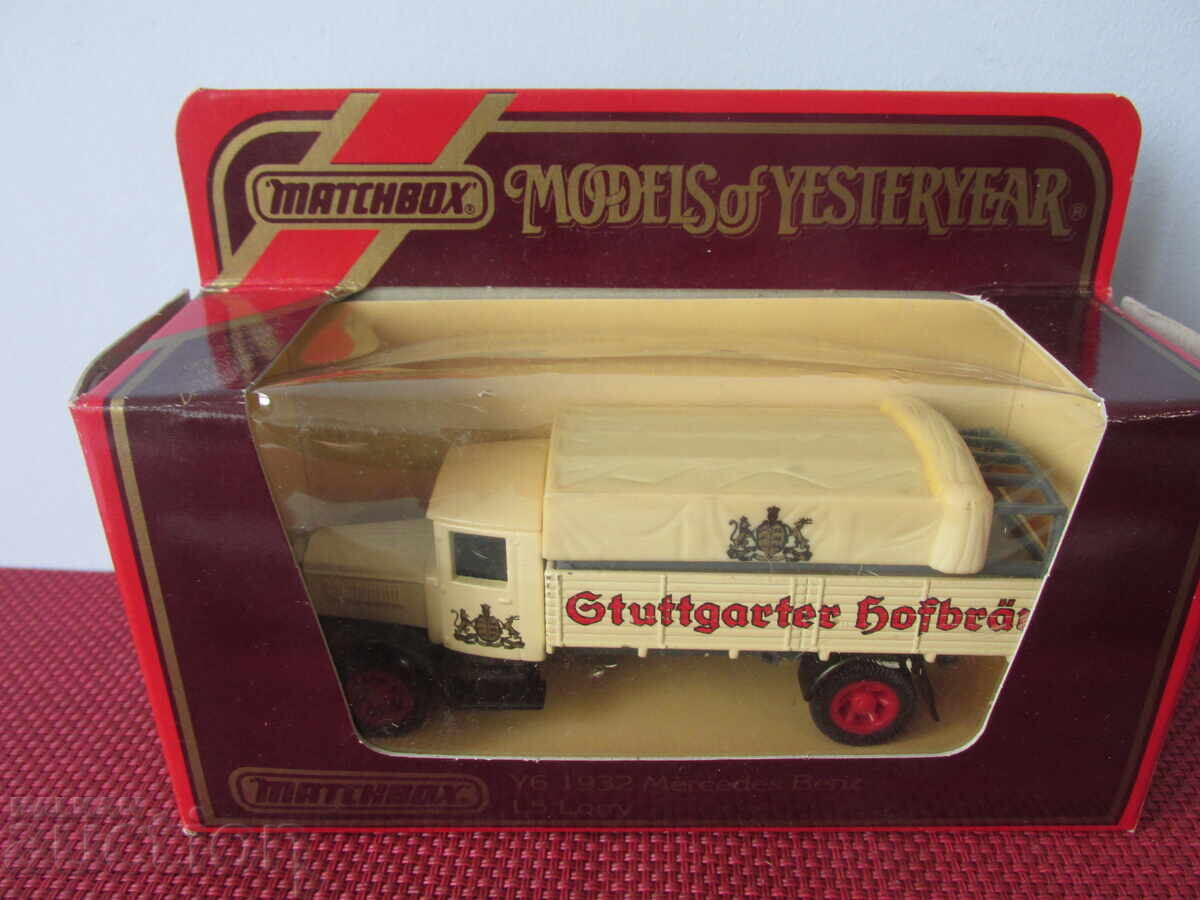 MATCHBOX®
MODELS of YESTERYEAR®
Stuttgarter Hofbräu
MATCHBOX
Y6 1932 Mercedes Benz
L5 Lorry